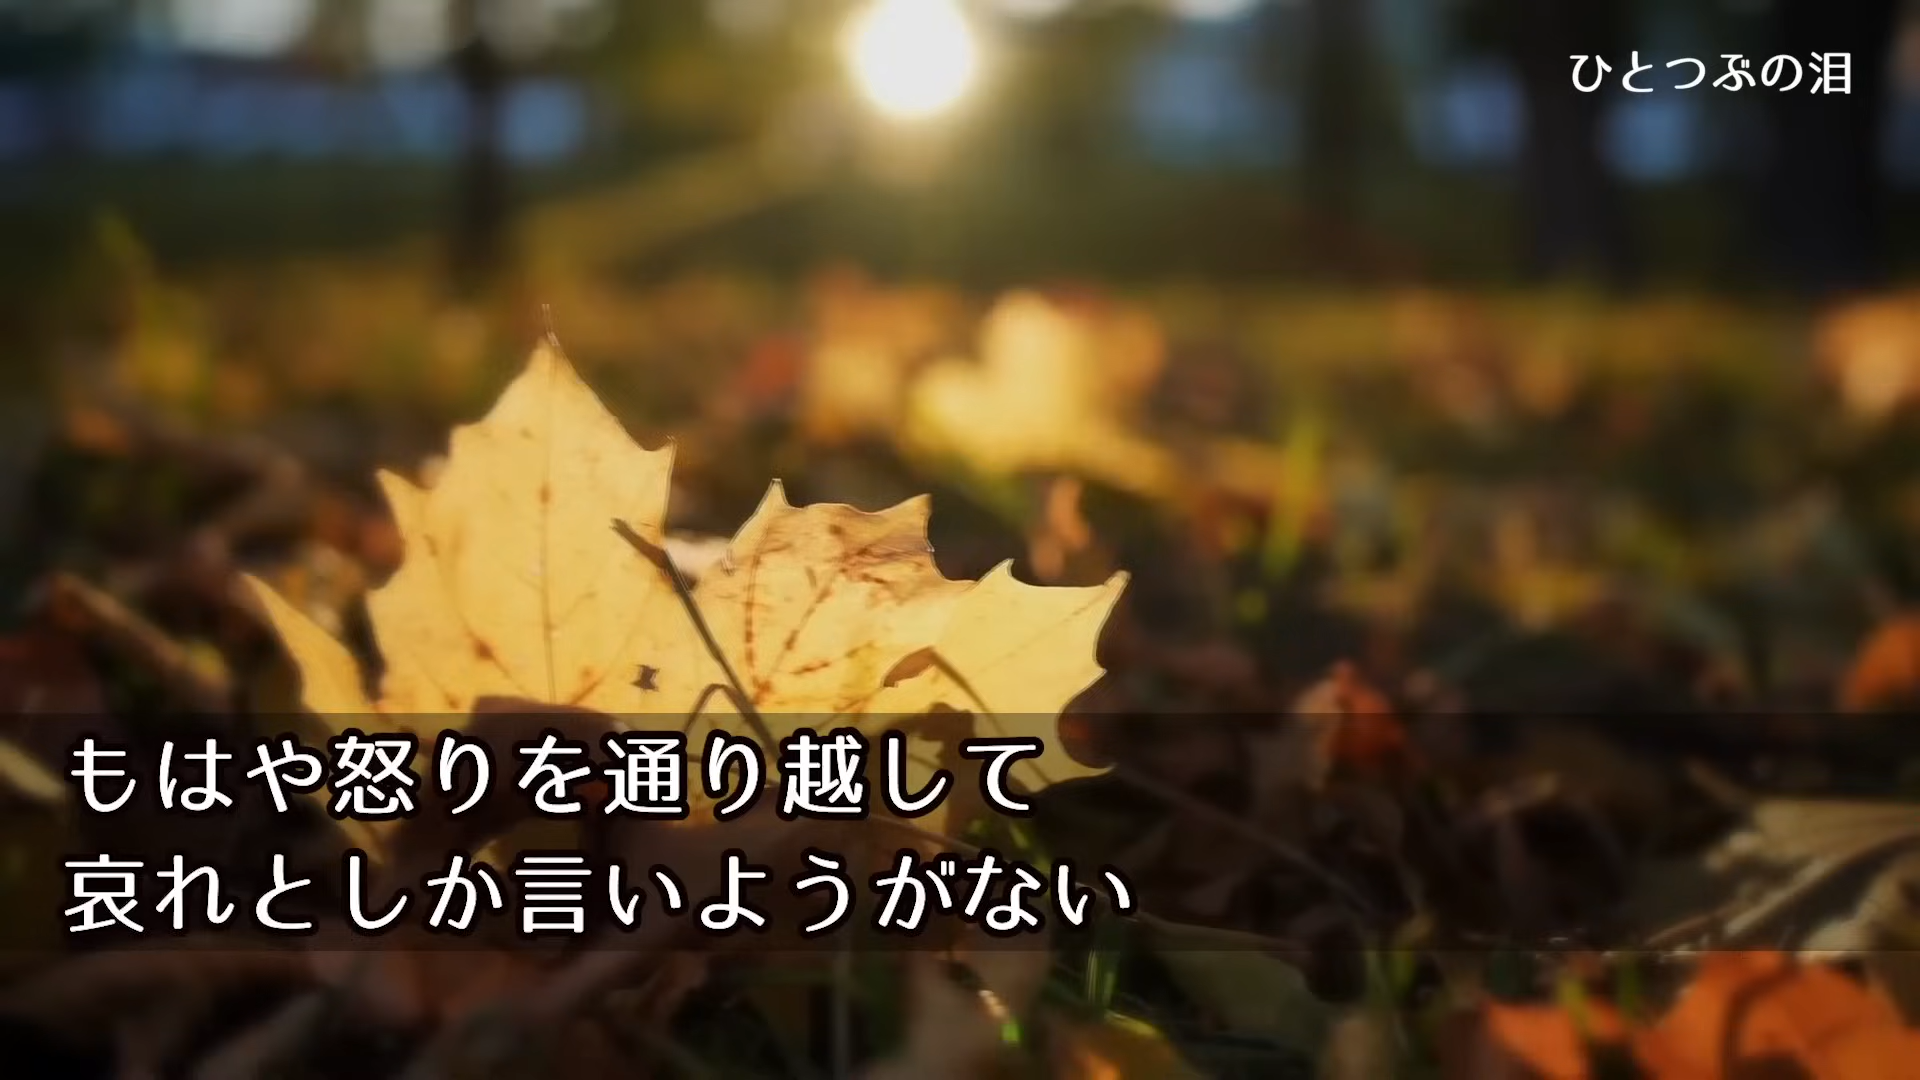 ひとつぶの泪
もはや怒りを通り越して
哀れとしか言いようがない